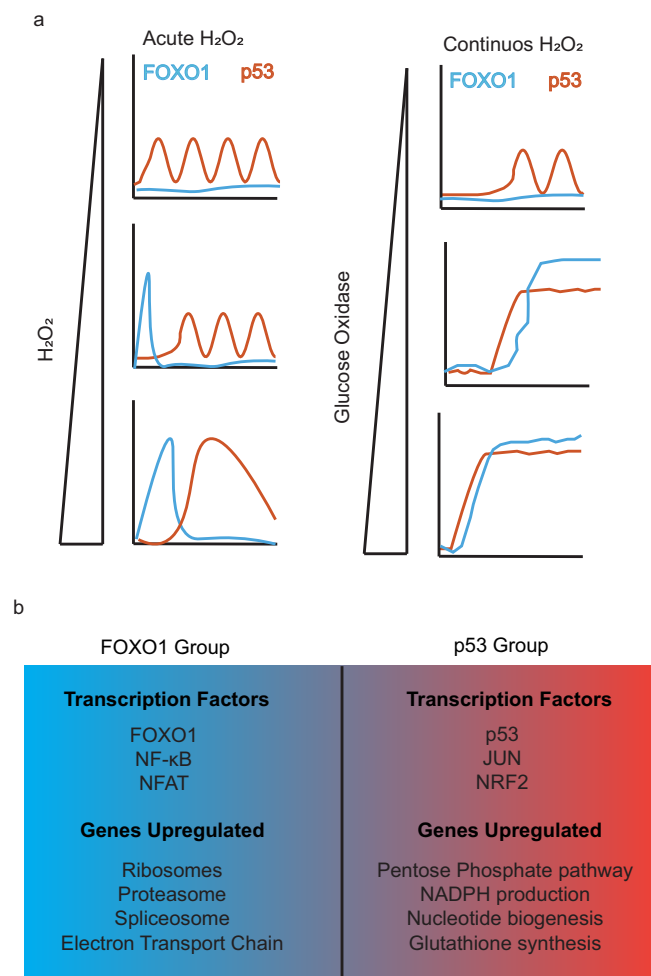 a
Acute H₂O₂
FOXO1 p53
H₂O₂
Continuos H₂O₂
FOXO1 p53
Glucose Oxidase
b
FOXO1 Group
Transcription Factors
FOXO1
NF-κB
NFAT
Genes Upregulated
Ribosomes
Proteasome
Spliceosome
Electron Transport Chain
p53 Group
Transcription Factors
p53
JUN
NRF2
Genes Upregulated
Pentose Phosphate pathway
NADPH production
Nucleotide biogenesis
Glutathione synthesis